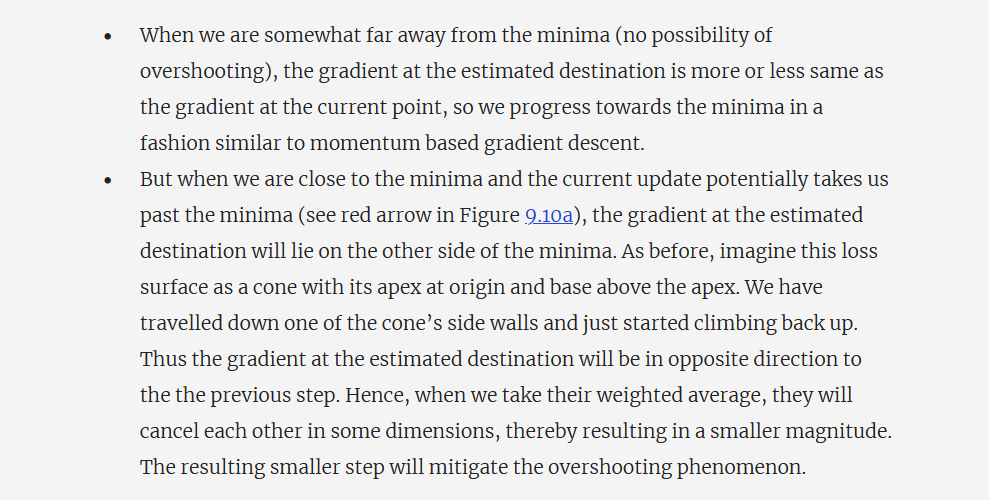 • When we are somewhat far away from the minima (no possibility of
overshooting), the gradient at the estimated destination is more or less same as
the gradient at the current point, so we progress towards the minima in a
fashion similar to momentum based gradient descent.
• But when we are close to the minima and the current update potentially takes us
past the minima (see red arrow in Figure 9.10a), the gradient at the estimated
destination will lie on the other side of the minima. As before, imagine this loss
surface as a cone with its apex at origin and base above the apex. We have
travelled down one of the cone’s side walls and just started climbing back up.
Thus the gradient at the estimated destination will be in opposite direction to
the the previous step. Hence, when we take their weighted average, they will
cancel each other in some dimensions, thereby resulting in a smaller magnitude.
The resulting smaller step will mitigate the overshooting phenomenon.